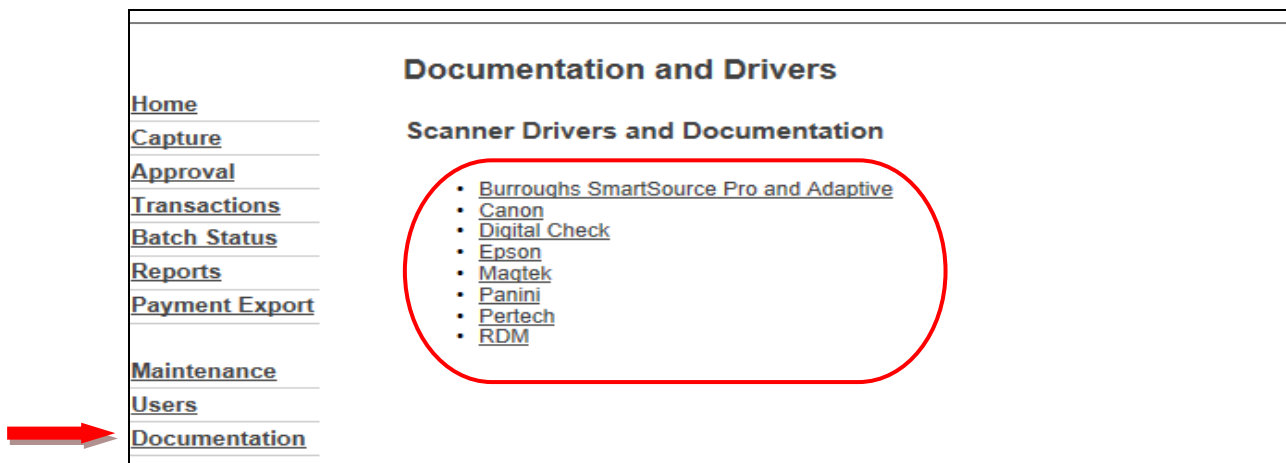 Documentation and Drivers
Home
Capture
Approval
Transactions
Batch Status
Reports
Payment Export
Maintenance
Users
Documentation
Scanner Drivers and Documentation
• Burroughs SmartSource Pro and Adaptive
• Canon
• Digital Check
• Epson
• Magtek
• Panini
• Pertech
• RDM